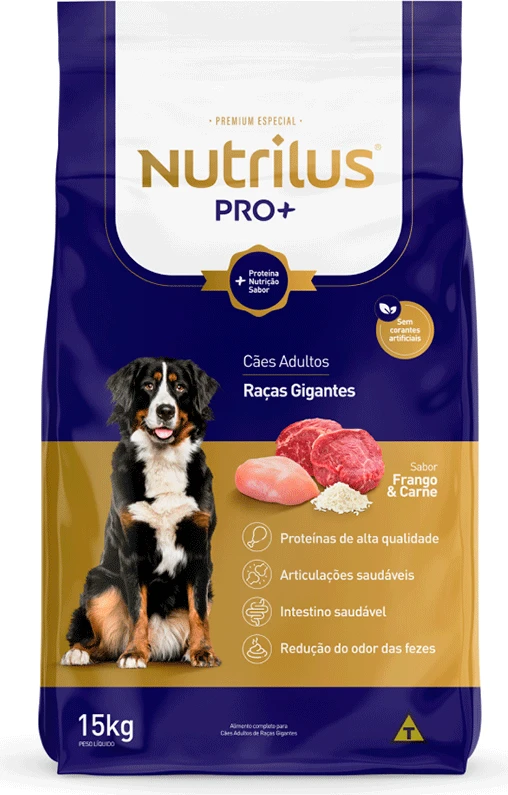 • PREMIUM ESPECIAL •
Nutrilus®
PRO+
+ Proteína
Nutrição
Sabor
Sem
corantes
artificiais
Cães Adultos
Raças Gigantes
Sabor
Frango
& Carne
Proteínas de alta qualidade
Articulações saudáveis
Intestino saudável
Redução do odor das fezes
15kg
PESO LÍQUIDO
Alimento completo para
Cães Adultos de Raças Gigantes
T